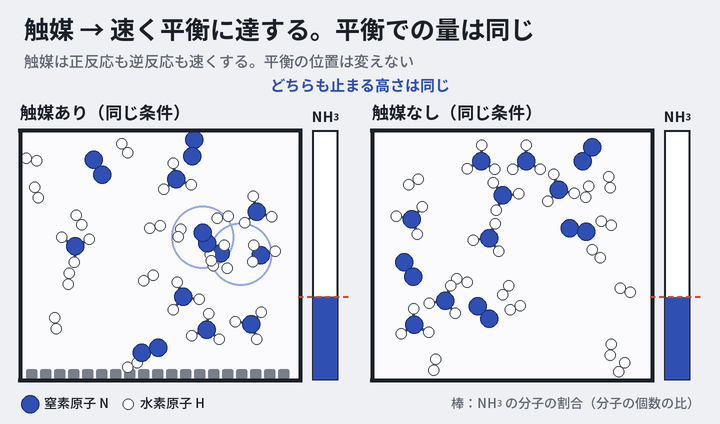 触媒 → 速く平衡に達する。平衡での量は同じ
触媒は正反応も逆反応も速くする。平衡の位置は変えない
どちらも止まる高さは同じ
触媒あり（同じ条件）
NH₃
触媒なし（同じ条件）
NH₃
窒素原子 N
水素原子 H
棒：NH₃ の分子の割合（分子の個数の比）